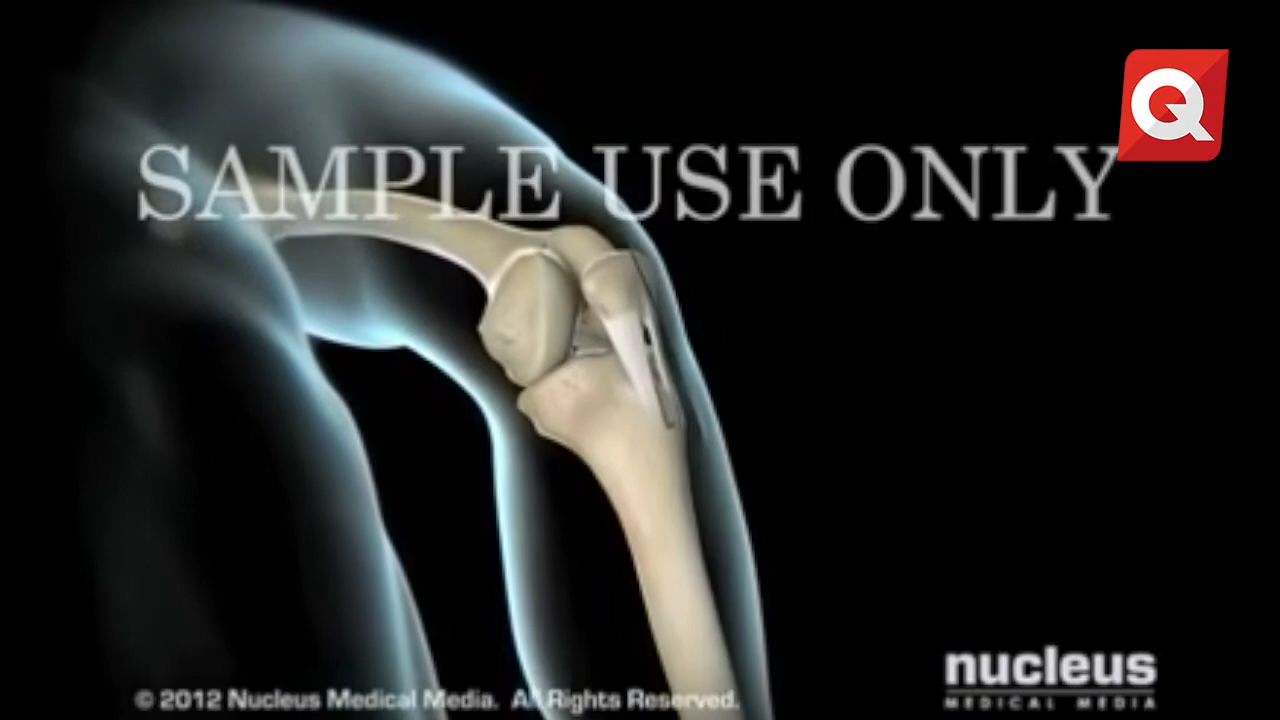 SAMPLE USE ONLY
Q
nucleus
MEDICAL MEDIA
© 2012 Nucleus Medical Media. All Rights Reserved.